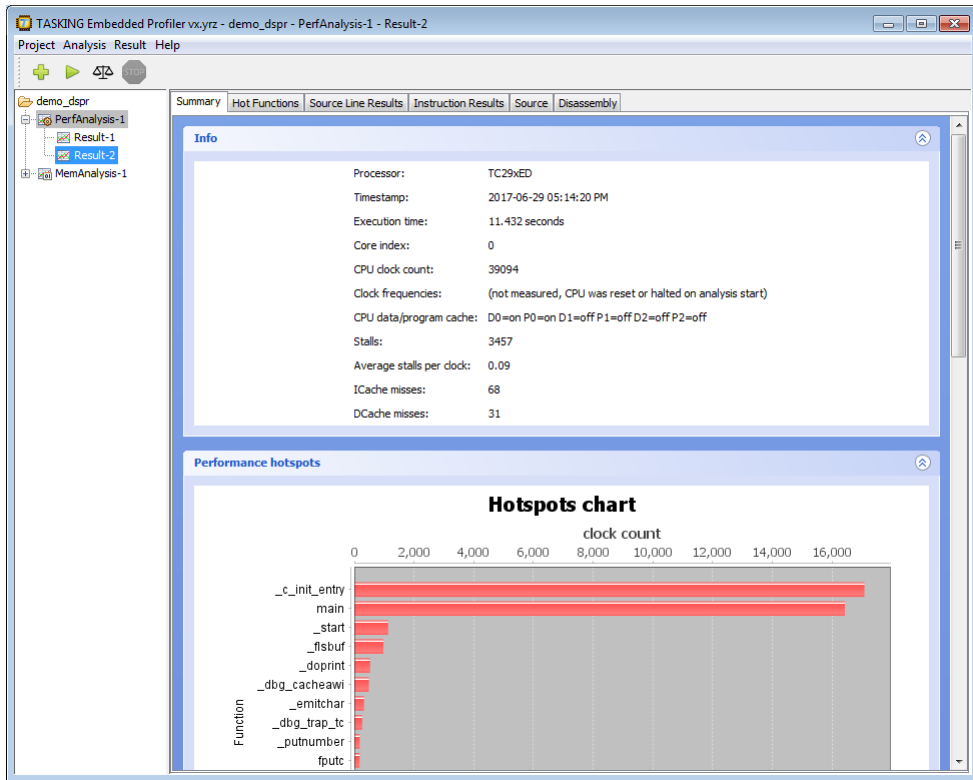 TASKING Embedded Profiler vx.yrz - demo_dspr - PerfAnalysis-1 - Result-2
Project Analysis Result Help
STOP
demo_dspr
PerfAnalysis-1
Result-1
Result-2
MemAnalysis-1
Summary Hot Functions Source Line Results Instruction Results Source Disassembly
Info
Processor: TC29xED
Timestamp: 2017-06-29 05:14:20 PM
Execution time: 11.432 seconds
Core index: 0
CPU clock count: 39094
Clock frequencies: (not measured, CPU was reset or halted on analysis start)
CPU data/program cache: D0=on P0=on D1=off P1=off D2=off P2=off
Stalls: 3457
Average stalls per clock: 0.09
ICache misses: 68
DCache misses: 31
Performance hotspots
Hotspots chart
clock count
0 2,000 4,000 6,000 8,000 10,000 12,000 14,000 16,000
Function
_c_init_entry
main
_start
_flsbuf
_doprint
_dbg_cacheawi
_emitchar
_dbg_trap_tc
_putnumber
fputc